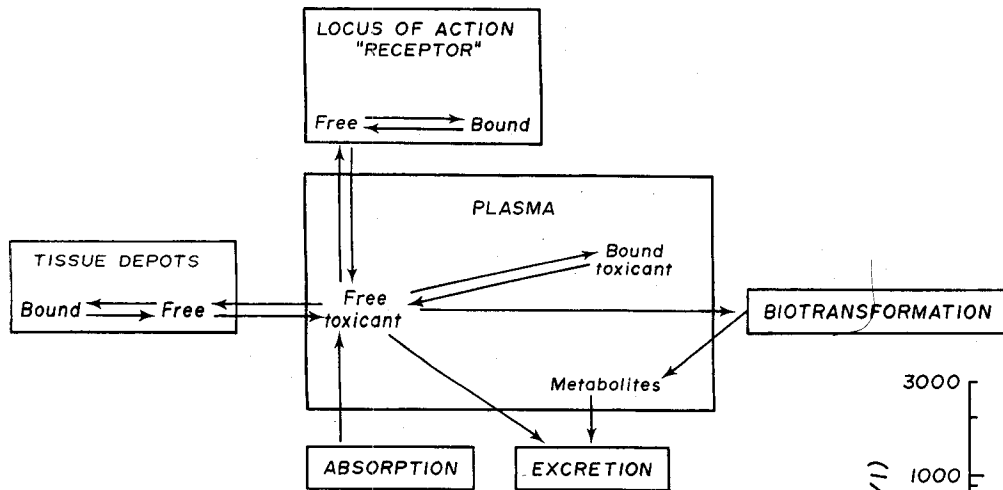 LOCUS OF ACTION
"RECEPTOR"
Free
Bound
PLASMA
TISSUE DEPOTS
Bound
Free
Free
toxicant
Bound
toxicant
BIOTRANSFORMATION
Metabolites
ABSORPTION
EXCRETION
3000
1000